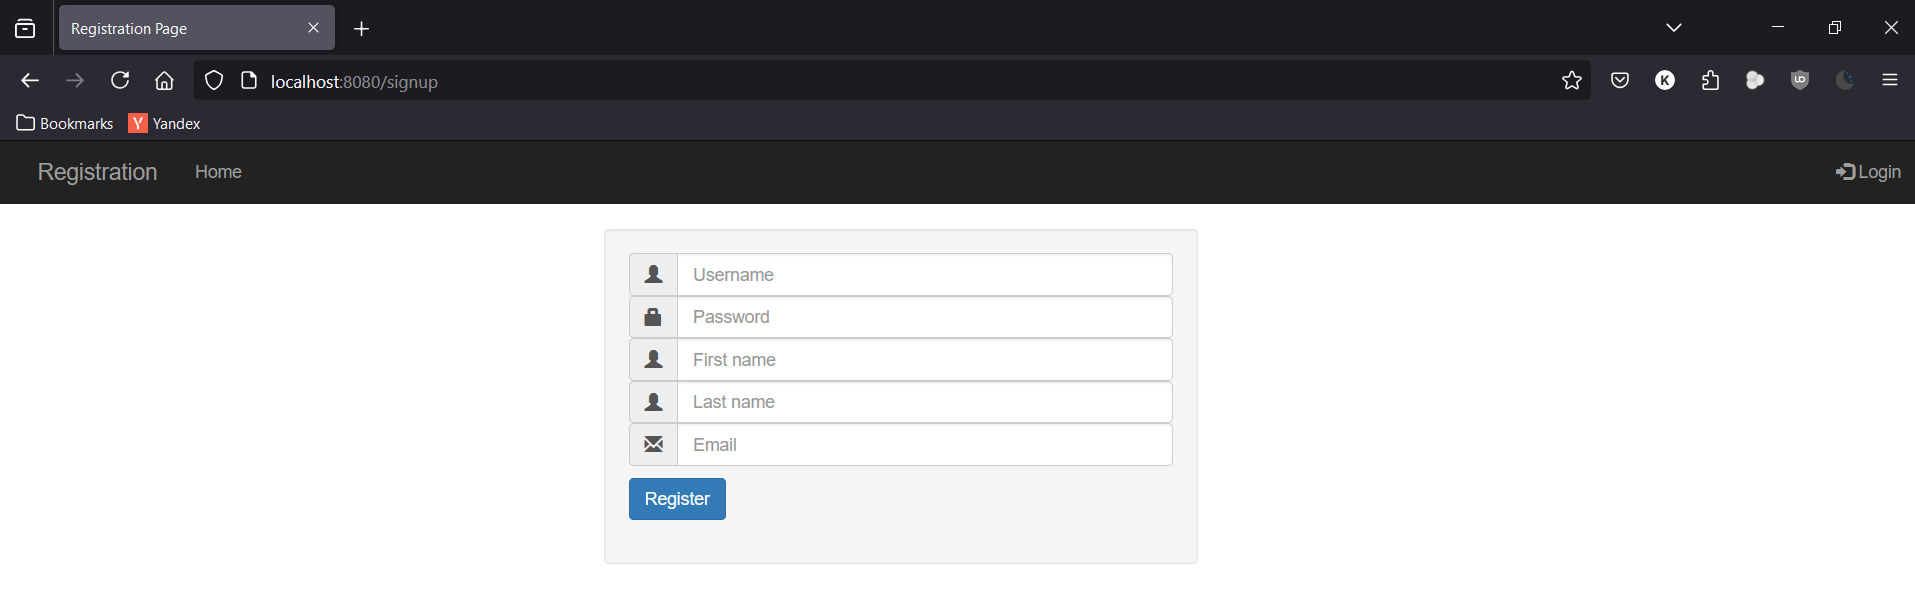 Registration Page
localhost:8080/signup
Bookmarks Y Yandex
Registration Home Login
Username
Password
First name
Last name
Email
Register